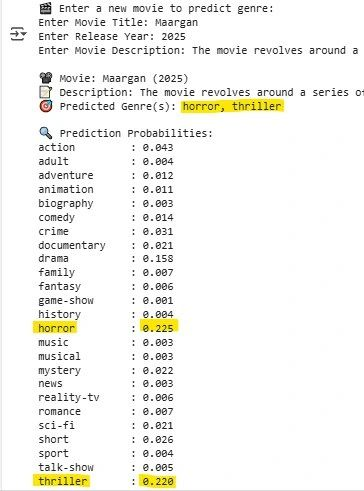 🎬 Enter a new movie to predict genre:
Enter Movie Title: Maargan
Enter Release Year: 2025
Enter Movie Description: The movie revolves around a
🎥 Movie: Maargan (2025)
📝 Description: The movie revolves around a series of
🎯 Predicted Genre(s): horror, thriller
🔍 Prediction Probabilities:
action : 0.043
adult : 0.004
adventure : 0.012
animation : 0.011
biography : 0.003
comedy : 0.014
crime : 0.031
documentary : 0.021
drama : 0.158
family : 0.007
fantasy : 0.006
game-show : 0.001
history : 0.004
horror : 0.225
music : 0.003
musical : 0.003
mystery : 0.022
news : 0.003
reality-tv : 0.006
romance : 0.007
sci-fi : 0.021
short : 0.026
sport : 0.004
talk-show : 0.005
thriller : 0.220